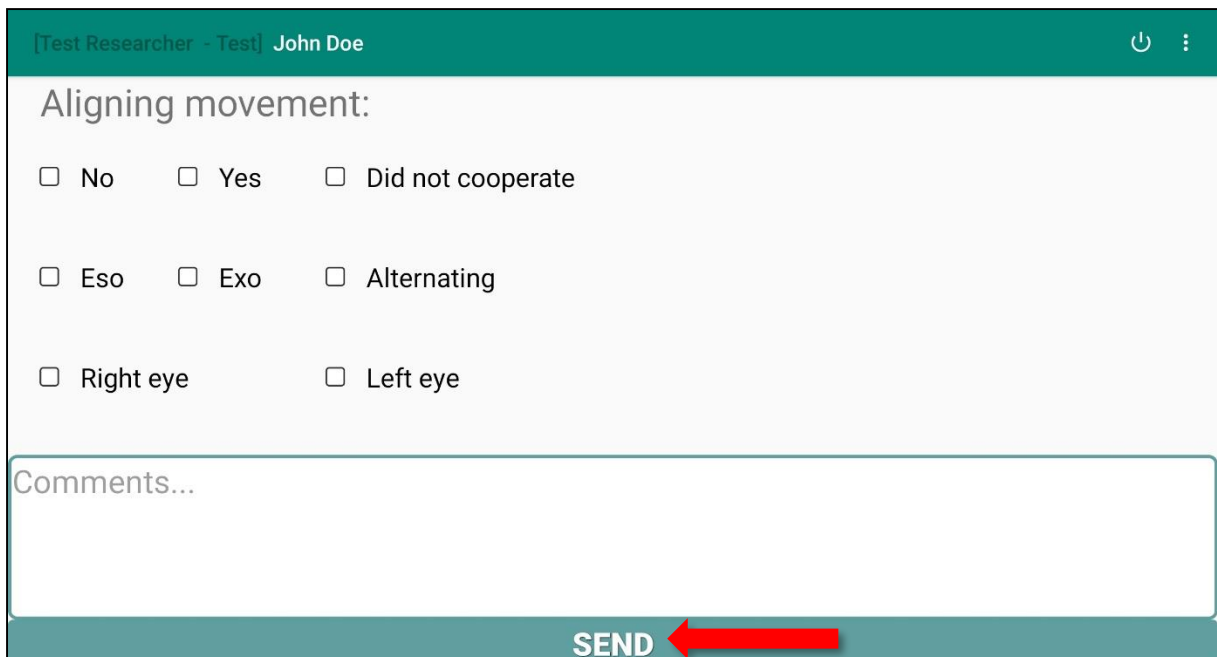 [Test Researcher - Test] John Doe
Aligning movement:
No Yes Did not cooperate
Eso Exo Alternating
Right eye Left eye
Comments...
SEND